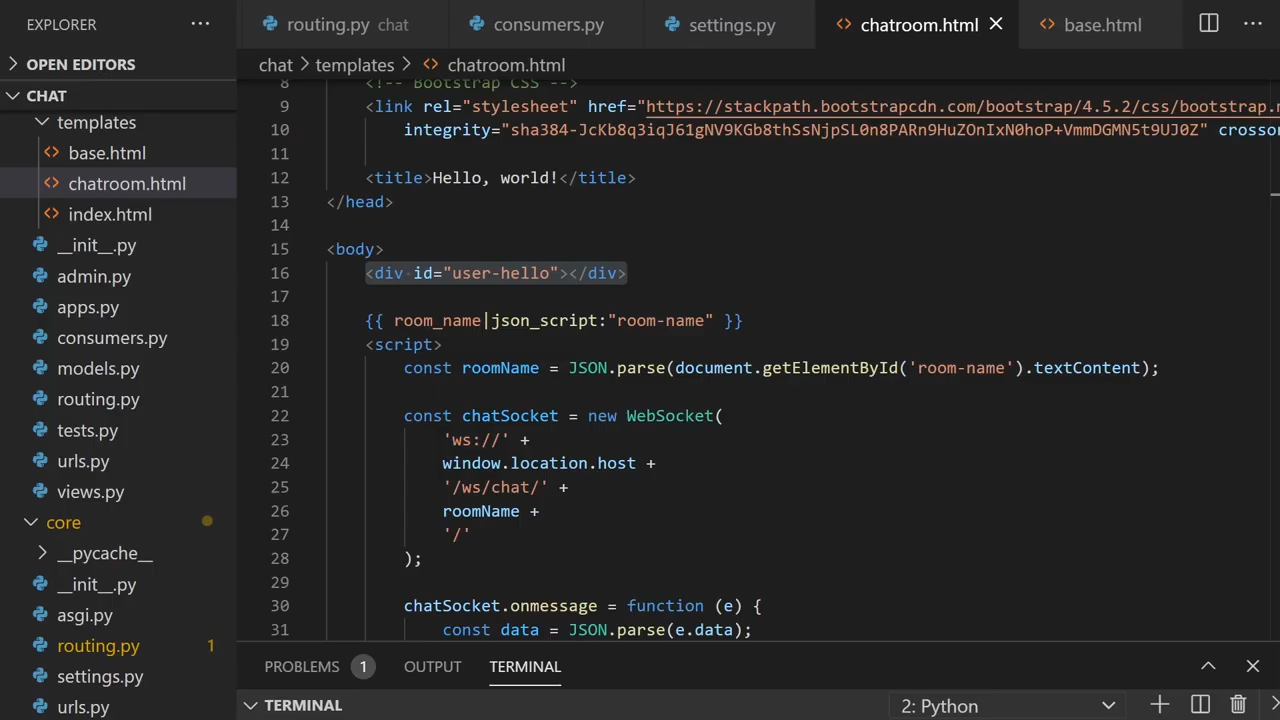 EXPLORER
routing.py chat
consumers.py
settings.py
chatroom.html
base.html
OPEN EDITORS
CHAT
templates
base.html
chatroom.html
index.html
__init__.py
admin.py
apps.py
consumers.py
models.py
routing.py
tests.py
urls.py
views.py
core
__pycache__
__init__.py
asgi.py
routing.py 1
settings.py
urls.py
chat > templates > chatroom.html
8 <!-- Bootstrap CSS -->
9 <link rel="stylesheet" href="https://stackpath.bootstrapcdn.com/bootstrap/4.5.2/css/bootstrap.m
10 integrity="sha384-JcKb8q3iqJ61gNV9KGb8thSsNjpSL0n8PARn9HuZOnIxN0hoP+VmmDGMN5t9UJ0Z" crosso
11
12 <title>Hello, world!</title>
13 </head>
14
15 <body>
16 <div id="user-hello"></div>
17
18 {{ room_name|json_script:"room-name" }}
19 <script>
20 const roomName = JSON.parse(document.getElementById('room-name').textContent);
21
22 const chatSocket = new WebSocket(
23 'ws://' +
24 window.location.host +
25 '/ws/chat/' +
26 roomName +
27 '/'
28 );
29
30 chatSocket.onmessage = function (e) {
31 const data = JSON.parse(e.data);
PROBLEMS 1 OUTPUT TERMINAL
TERMINAL
2: Python